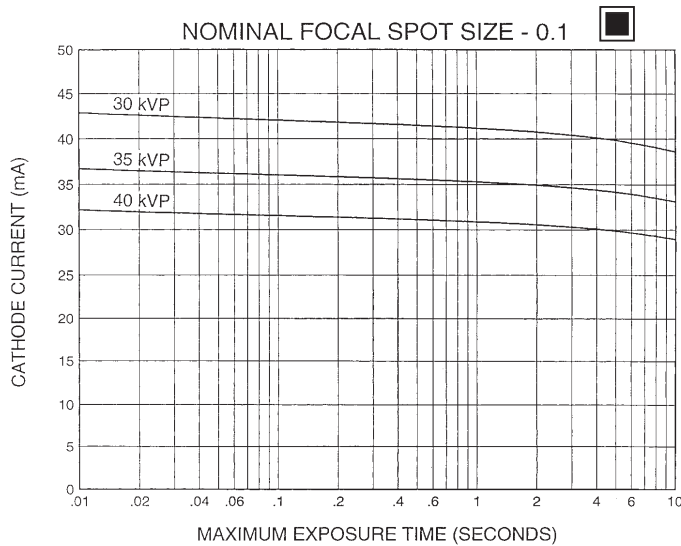 NOMINAL FOCAL SPOT SIZE - 0.1
50
45
40
35
30
25
20
15
10
5
0
30 kVP
35 kVP
40 kVP
CATHODE CURRENT (mA)
.01 .02 .04 .06 .1 .2 .4 .6 1 2 4 6 10
MAXIMUM EXPOSURE TIME (SECONDS)